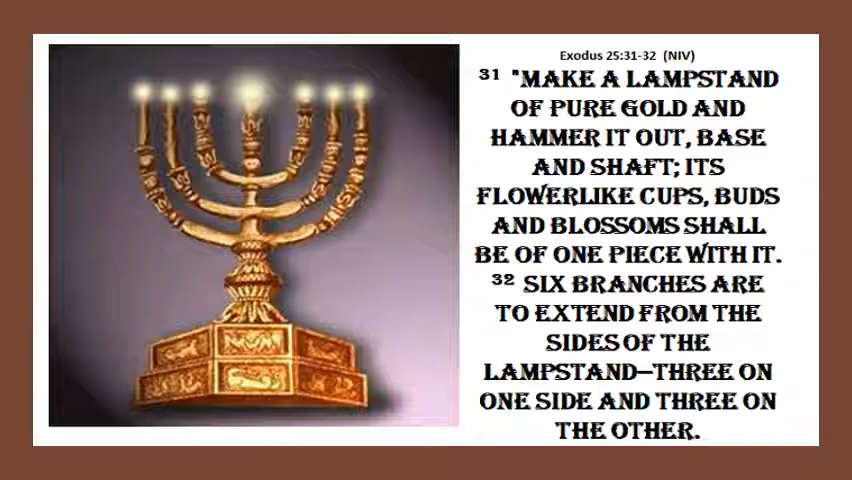 Exodus 25:31-32 (NIV)
31 "MAKE A LAMPSTAND
OF PURE GOLD AND
HAMMER IT OUT, BASE
AND SHAFT; ITS
FLOWERLIKE CUPS, BUDS
AND BLOSSOMS SHALL
BE OF ONE PIECE WITH IT.
32 SIX BRANCHES ARE
TO EXTEND FROM THE
SIDES OF THE
LAMPSTAND—THREE ON
ONE SIDE AND THREE ON
THE OTHER.